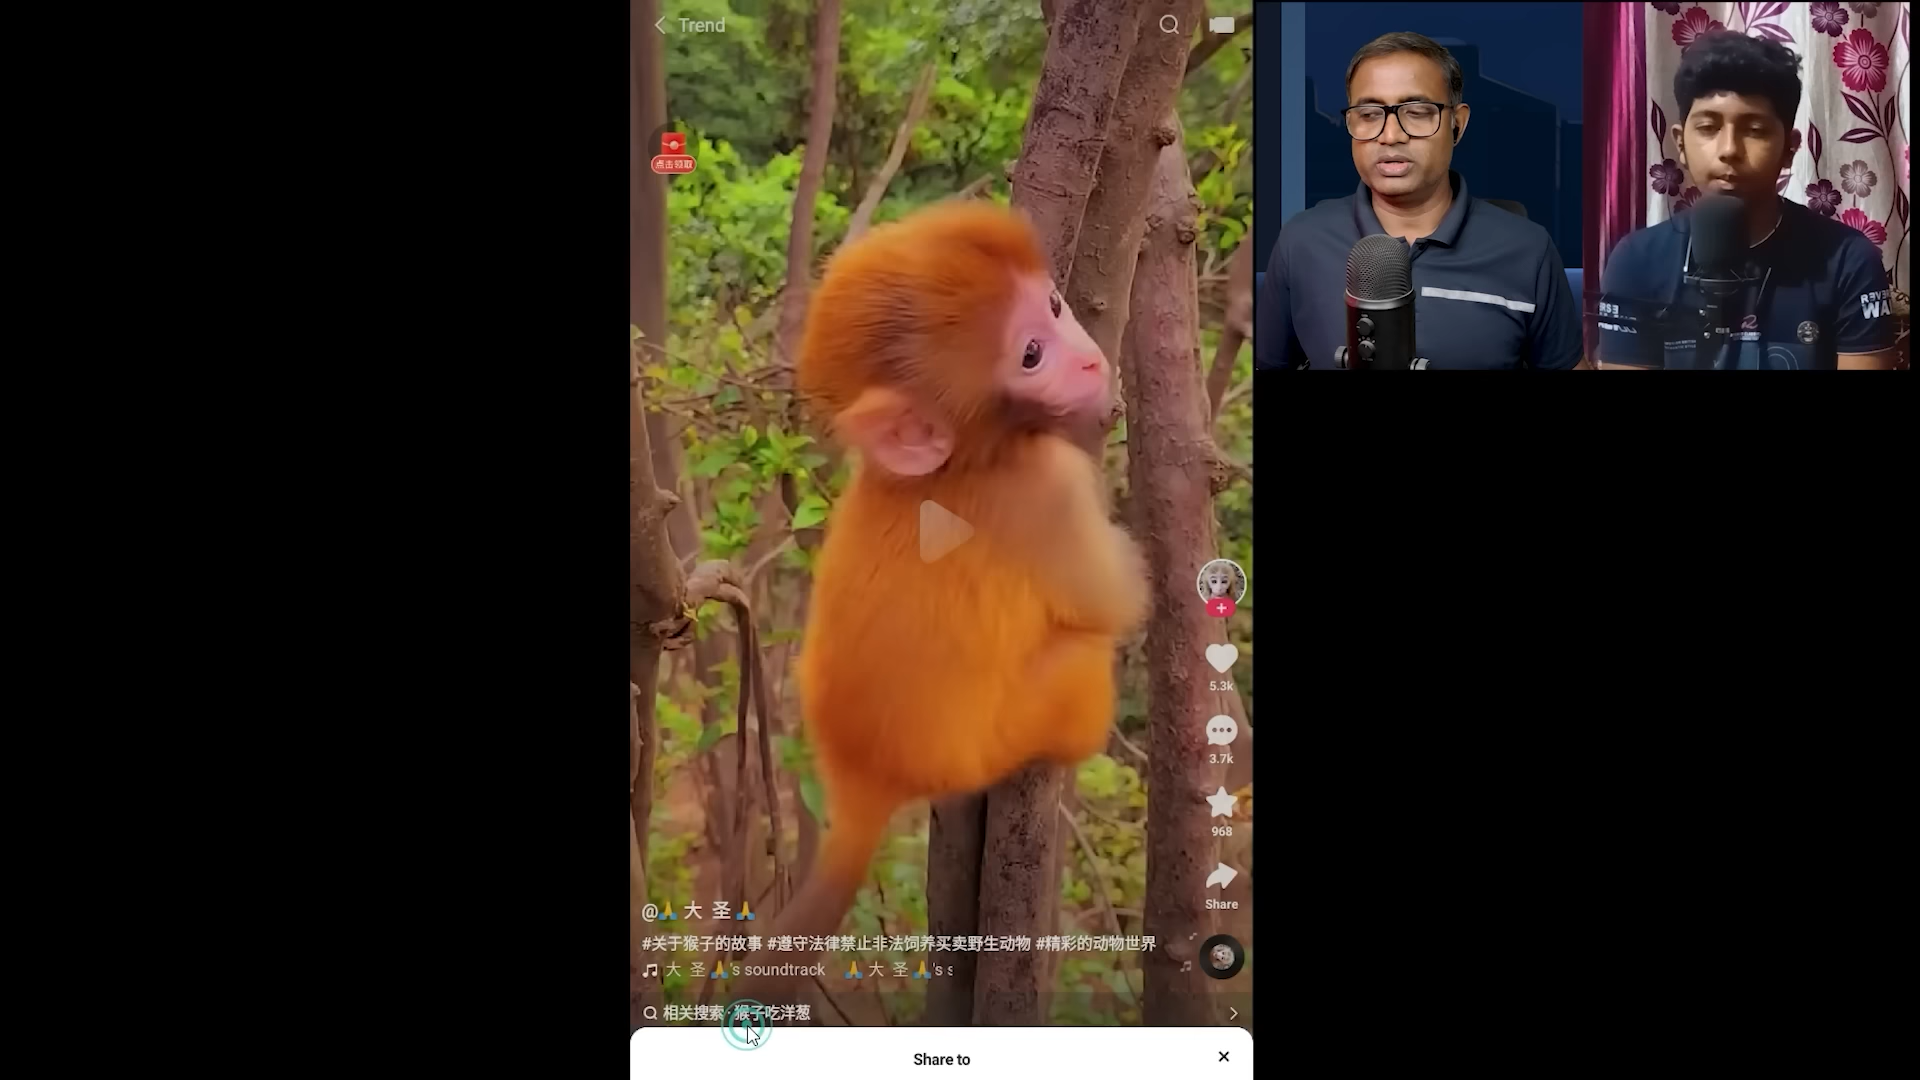 Trend
点击领取
5.3k
3.7k
968
Share
@🙏 大 圣🙏
#关于猴子的故事 #遵守法律禁止非法饲养买卖野生动物 #精彩的动物世界
大 圣🙏's soundtrack 🙏 大 圣🙏's s
相关搜索·猴子吃洋葱
Share to
REVE
WA